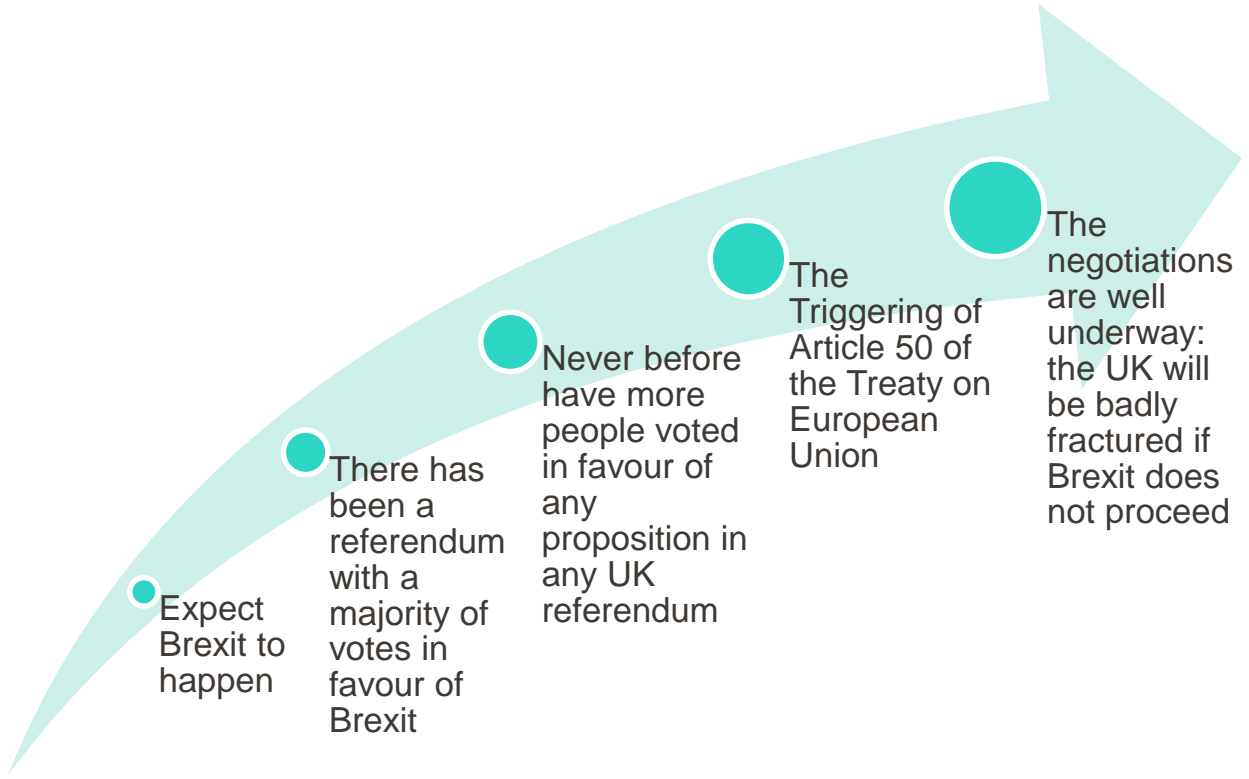 Expect
Brexit to
happen
There has
been a
referendum
with a
majority of
votes in
favour of
Brexit
Never before
have more
people voted
in favour of
any
proposition in
any UK
referendum
The
Triggering of
Article 50 of
the Treaty on
European
Union
The
negotiations
are well
underway:
the UK will
be badly
fractured if
Brexit does
not proceed